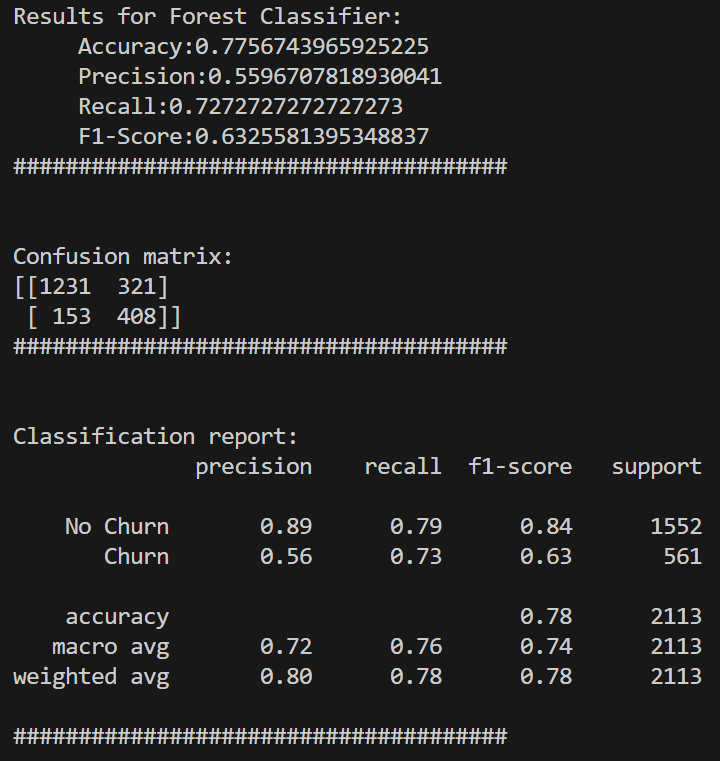 Results for Forest Classifier:
     Accuracy:0.7756743965925225
     Precision:0.5596707818930041
     Recall:0.7272727272727273
     F1-Score:0.6325581395348837
######################################
Confusion matrix:
[[1231  321]
 [ 153  408]]
######################################
Classification report:
              precision    recall  f1-score   support
    No Churn       0.89      0.79      0.84      1552
       Churn       0.56      0.73      0.63       561
    accuracy                           0.78      2113
   macro avg       0.72      0.76      0.74      2113
weighted avg       0.80      0.78      0.78      2113
######################################